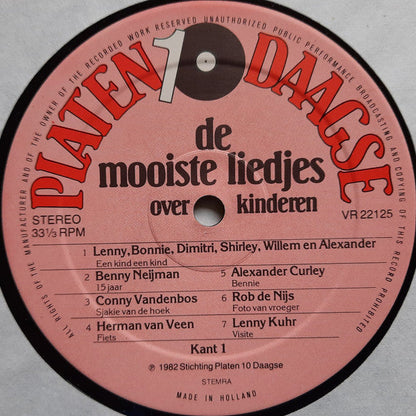 ALL RIGHTS OF THE MANUFACTURER AND OF THE OWNER OF THE RECORDED WORK RESERVED UNAUTHORIZED PUBLIC PERFORMANCE BROADCASTING AND COPYING OF THIS RECORD PROHIBITED
PLATEN 10 DAAGSE
de
mooiste liedjes
over kinderen
STEREO
33⅓ RPM
VR 22125
1 Lenny, Bonnie, Dimitri, Shirley, Willem en Alexander
Een kind een kind
2 Benny Neijman
15 jaar
3 Conny Vandenbos
Sjakie van de hoek
4 Herman van Veen
Fiets
5 Alexander Curley
Bennie
6 Rob de Nijs
Foto van vroeger
7 Lenny Kuhr
Visite
Kant 1
℗ 1982 Stichting Platen 10 Daagse
STEMRA
MADE IN HOLLAND